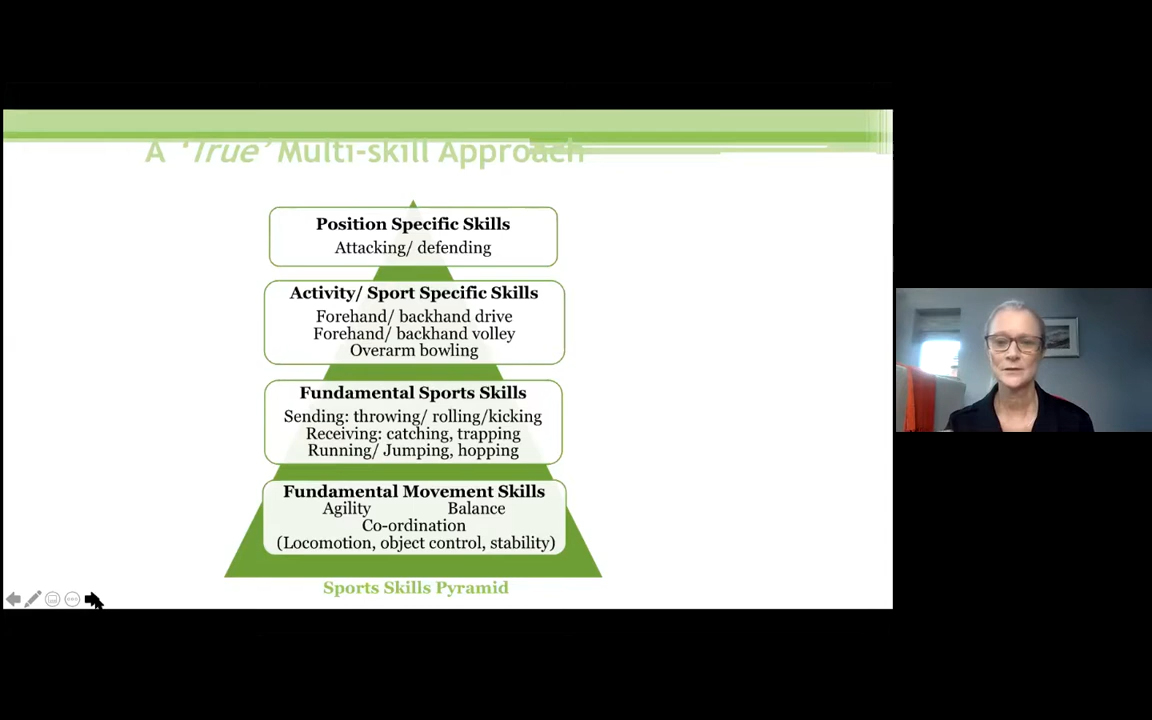 A ‘True’ Multi-skill Approach
Position Specific Skills
Attacking/ defending
Activity/ Sport Specific Skills
Forehand/ backhand drive
Forehand/ backhand volley
Overarm bowling
Fundamental Sports Skills
Sending: throwing/ rolling/kicking
Receiving: catching, trapping
Running/ Jumping, hopping
Fundamental Movement Skills
Agility Balance
Co-ordination
(Locomotion, object control, stability)
Sports Skills Pyramid